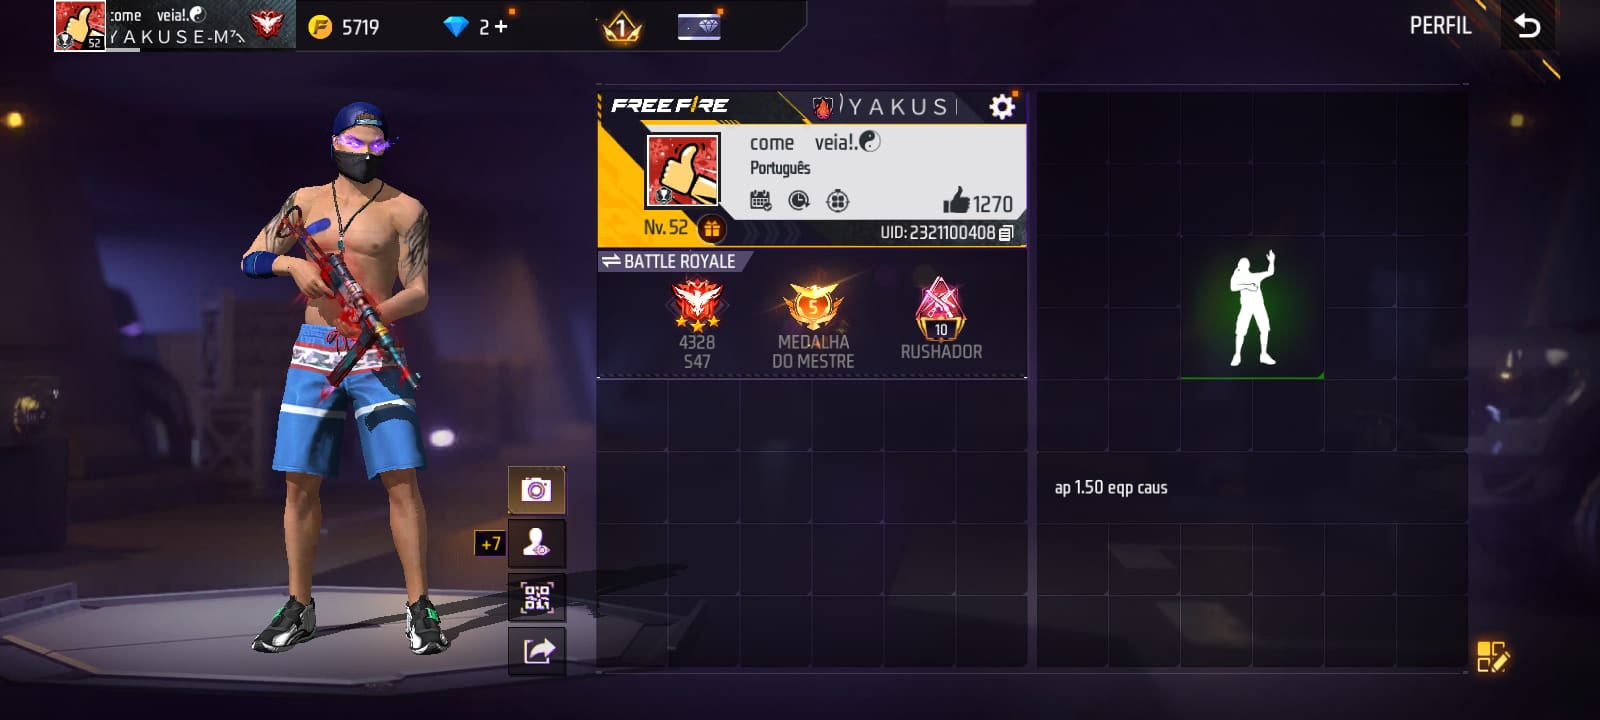 come veia!.☯
YAKUSE-M
52
5719
2+
1
PERFIL
FREE FIRE
YAKUS
come veia!.☯
Português
1270
Nv. 52
UID: 2321100408
BATTLE ROYALE
5
10
4328
S47
MEDALHA
DO MESTRE
RUSHADOR
ap 1.50 eqp caus
+7